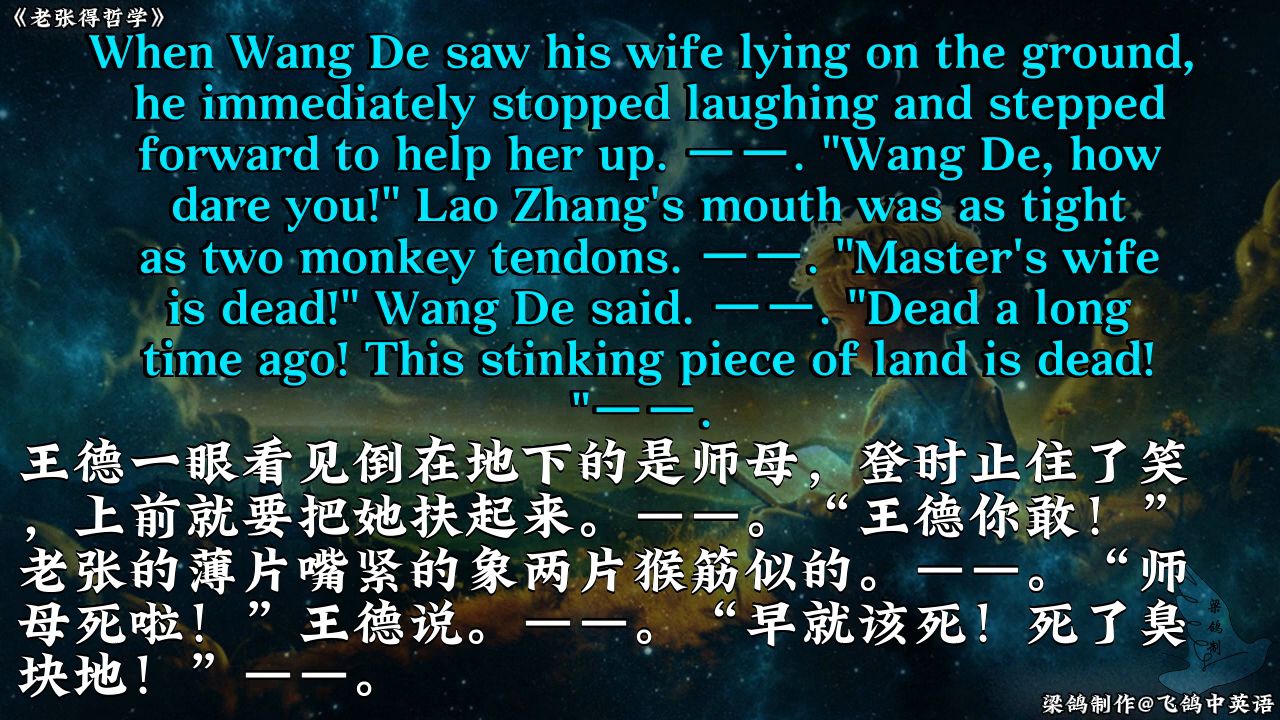 《老张得哲学》
When Wang De saw his wife lying on the ground,
he immediately stopped laughing and stepped
forward to help her up. ——. "Wang De, how
dare you!" Lao Zhang's mouth was as tight
as two monkey tendons. ——. "Master's wife
is dead!" Wang De said. ——. "Dead a long
time ago! This stinking piece of land is dead!
"——.
王德一眼看见倒在地下的是师母，登时止住了笑
，上前就要把她扶起来。——。“王德你敢！”
老张的薄片嘴紧的象两片猴筋似的。——。“师
母死啦！”王德说。——。“早就该死！死了臭
块地！”——。
梁鸽制
梁鸽制作@飞鸽中英语